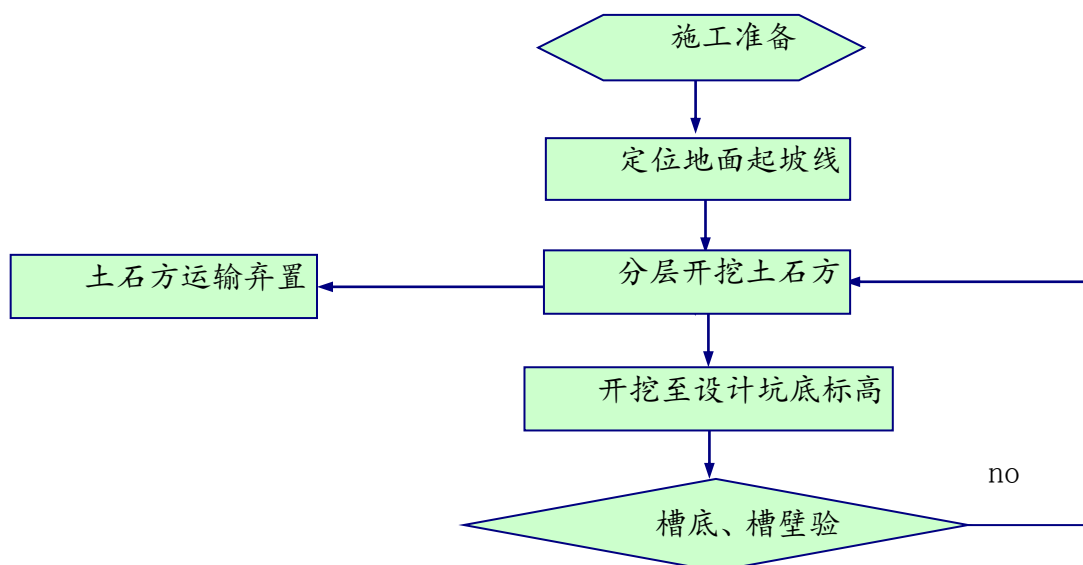 施工准备
定位地面起坡线
土石方运输弃置
分层开挖土石方
开挖至设计坑底标高
no
槽底、槽壁验